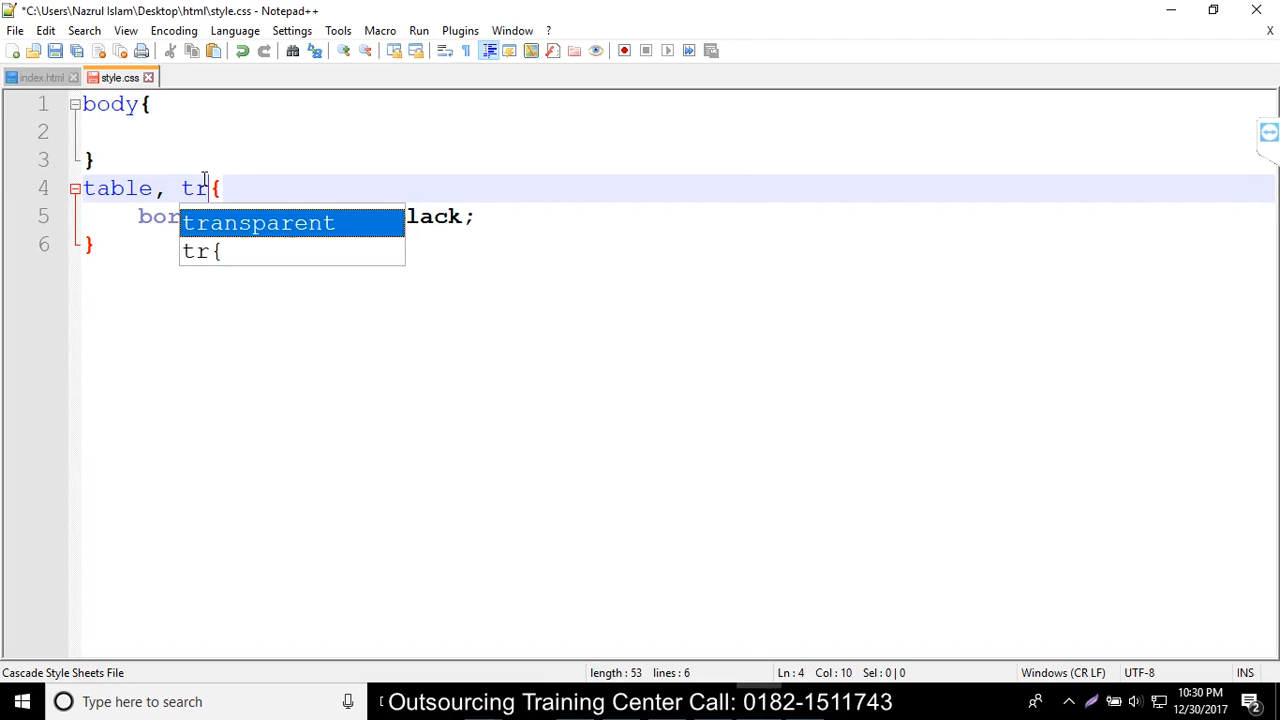 *C:\Users\Nazrul Islam\Desktop\html\style.css - Notepad++
File Edit Search View Encoding Language Settings Tools Macro Run Plugins Window ? X
index.html style.css
1 body{
2
3 }
4 table, tr{
5 bor lack;
transparent
6 }
tr{
Cascade Style Sheets File length : 53 lines : 6 Ln : 4 Col : 10 Sel : 0 | 0 Windows (CR LF) UTF-8 INS
Type here to search
[ Outsourcing Training Center Call: 0182-1511743
10:30 PM
12/30/2017
2